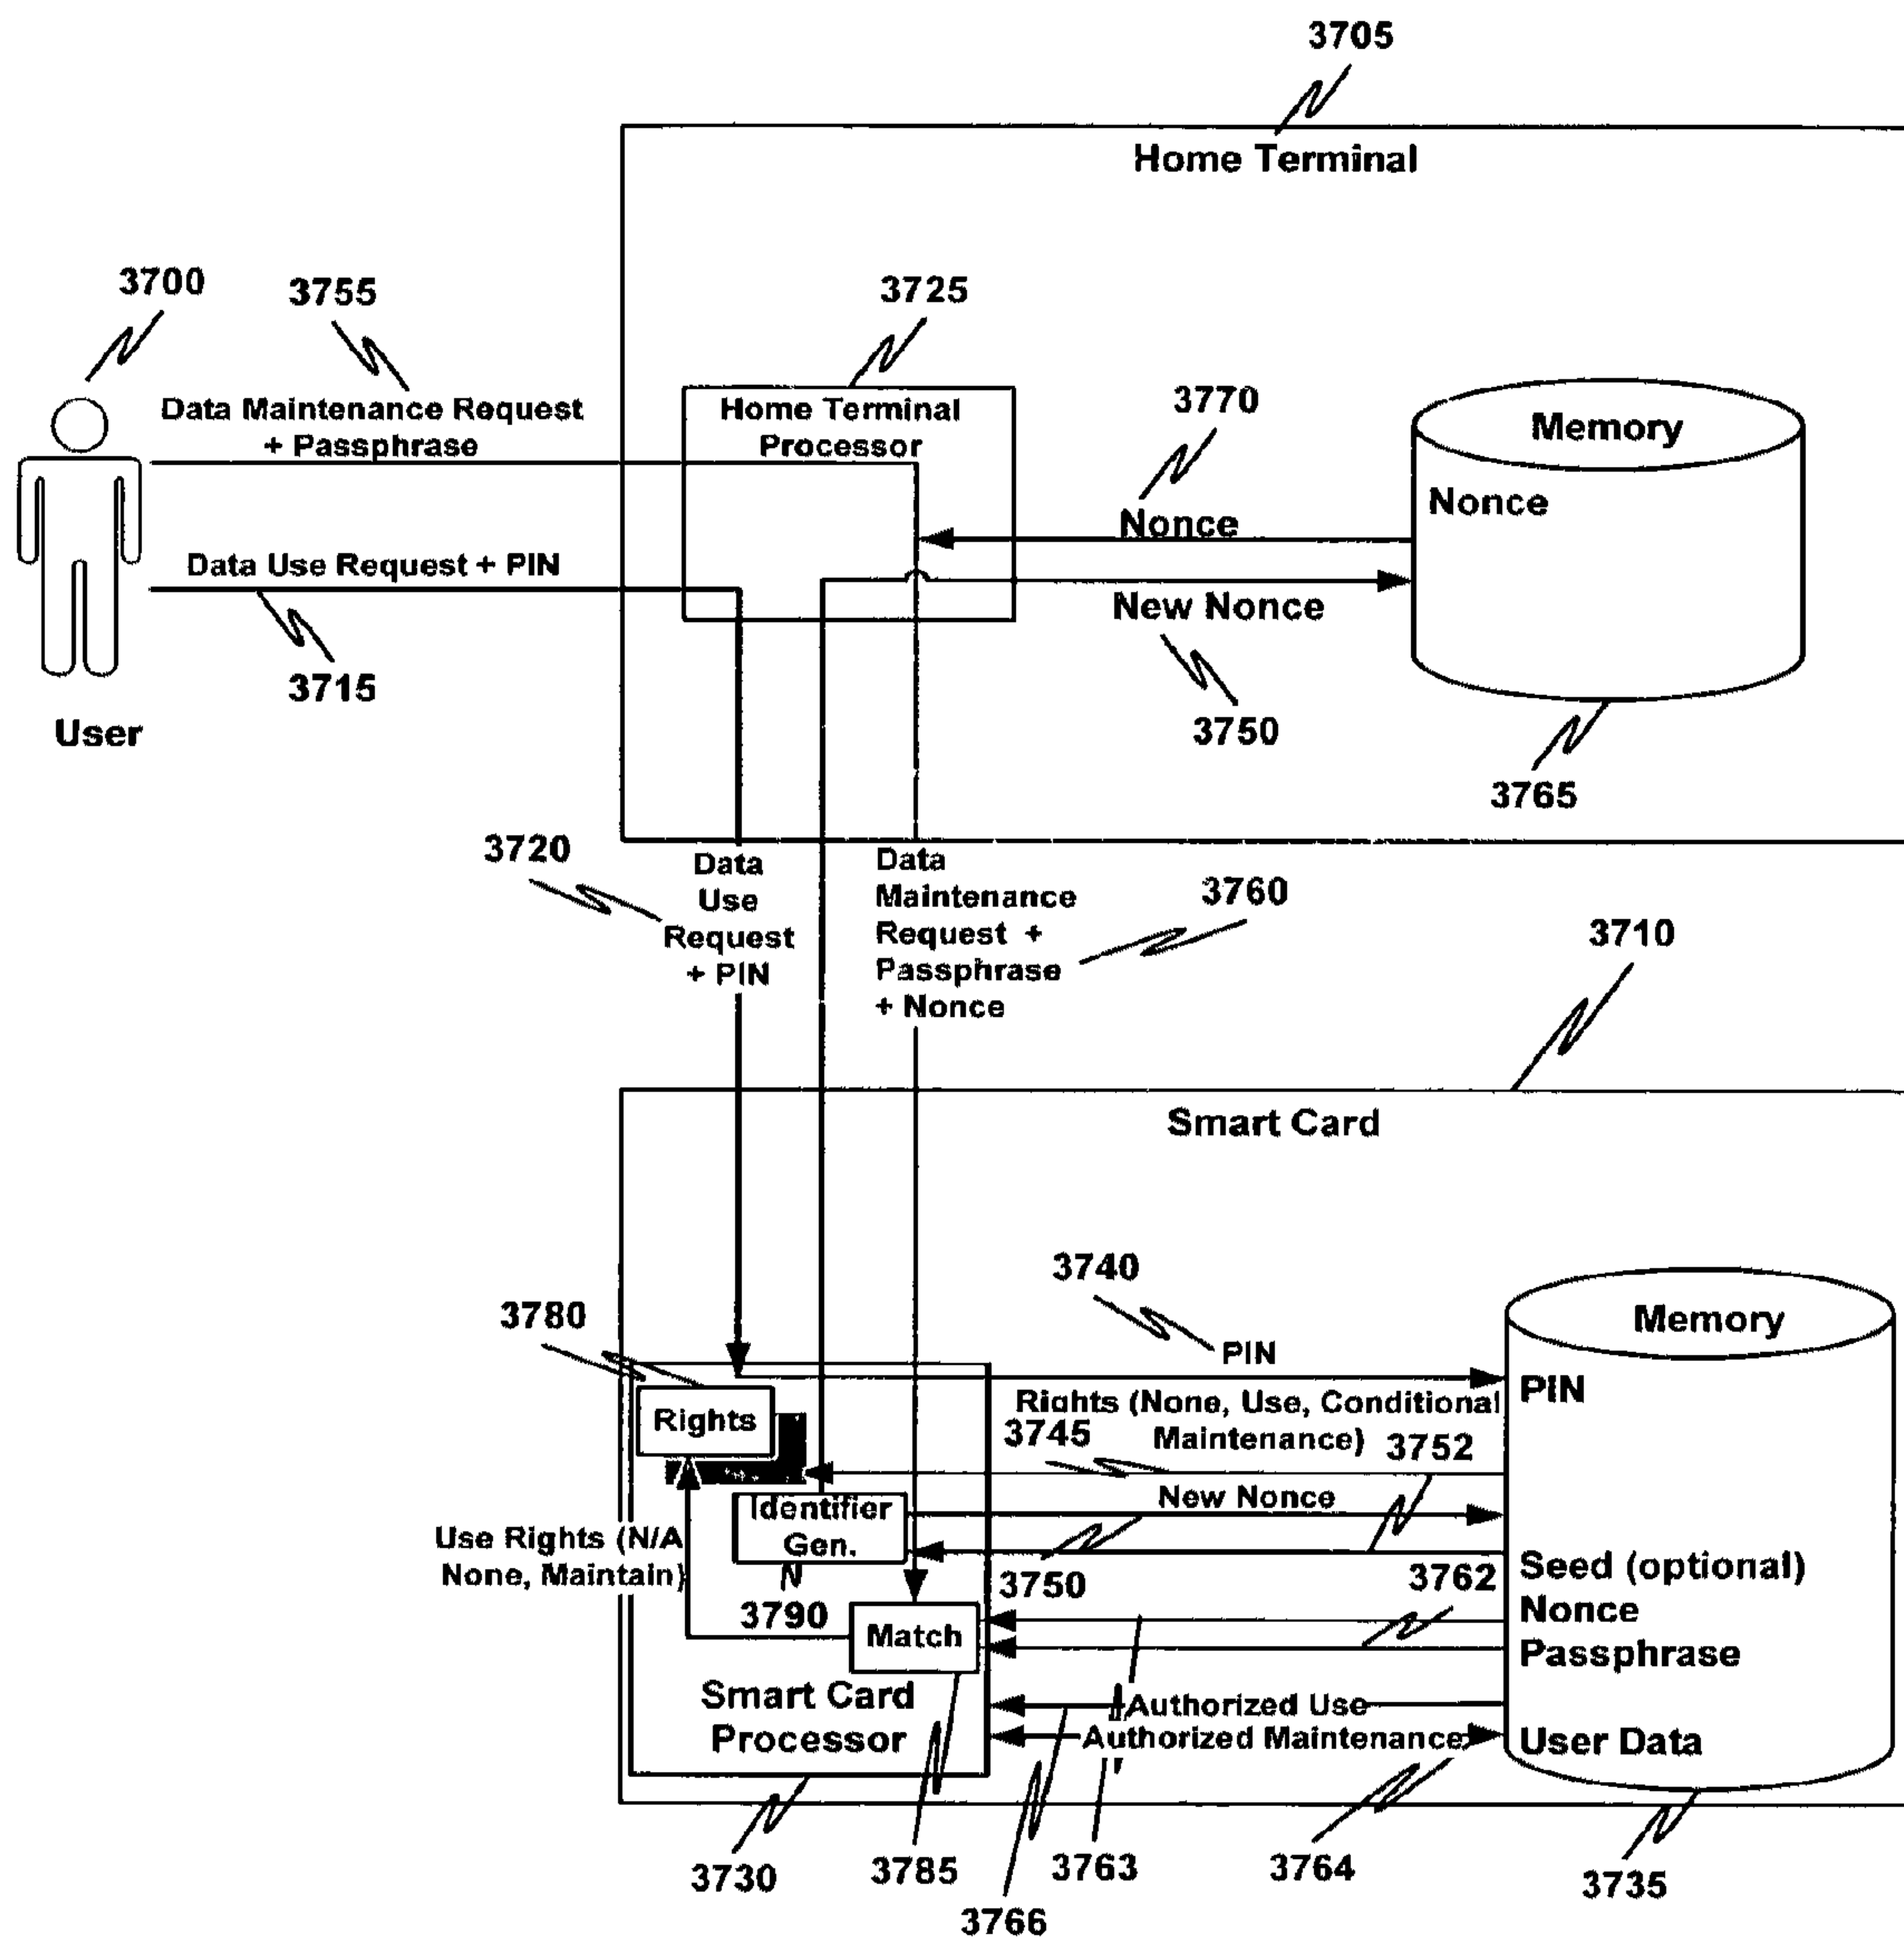 3705
Home Terminal
3700
3755
3725
Data Maintenance Request
+ Passphrase
Home Terminal
Processor
3770
Memory
Nonce
Nonce
Data Use Request + PIN
New Nonce
3715
3750
User
3765
3720
Data
Use
Request
+ PIN
Data
Maintenance
Request +
Passphrase
+ Nonce
3760
3710
Smart Card
3740
3780
Memory
PIN
PIN
Rights
Rights (None, Use, Conditional
Maintenance)
3745
3752
New Nonce
Identifier
Gen.
Use Rights (N/A
None, Maintain)
3750
3762
Seed (optional)
3790
Nonce
Match
Passphrase
Smart Card
Processor
Authorized Use
Authorized Maintenance
User Data
3730
3785
3763
3764
3735
3766